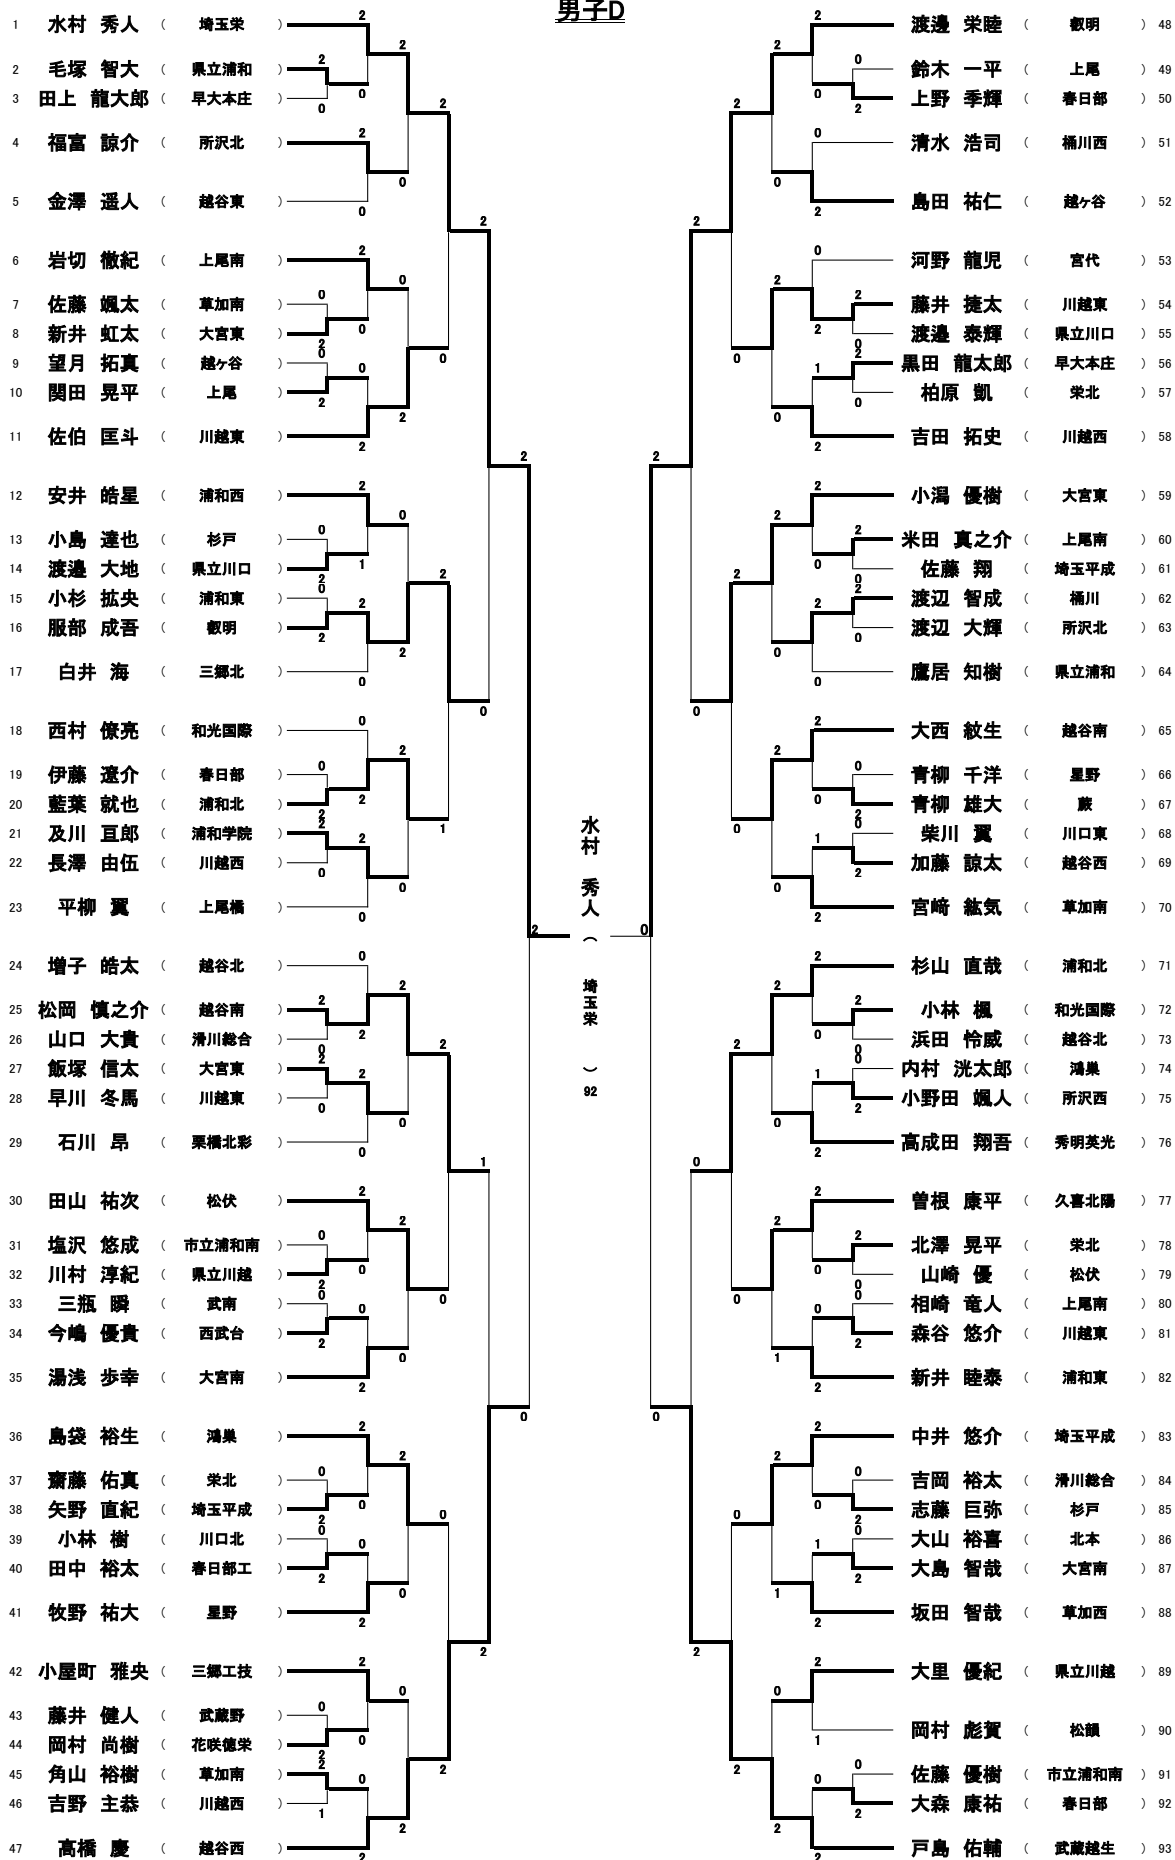 男子D
1 水村 秀人 ( 埼玉栄 )
2 毛塚 智大 ( 県立浦和 )
3 田上 龍大郎 ( 早大本庄 )
4 福富 諒介 ( 所沢北 )
5 金澤 遥人 ( 越谷東 )
6 岩切 徹紀 ( 上尾南 )
7 佐藤 颯太 ( 草加南 )
8 新井 虹太 ( 大宮東 )
9 望月 拓真 ( 越ヶ谷 )
10 関田 晃平 ( 上尾 )
11 佐伯 匡斗 ( 川越東 )
12 安井 皓星 ( 浦和西 )
13 小島 達也 ( 杉戸 )
14 渡邉 大地 ( 県立川口 )
15 小杉 拡央 ( 浦和東 )
16 服部 成吾 ( 叡明 )
17 白井 海 ( 三郷北 )
18 西村 僚亮 ( 和光国際 )
19 伊藤 遼介 ( 春日部 )
20 藍葉 就也 ( 浦和北 )
21 及川 亘郎 ( 浦和学院 )
22 長澤 由伍 ( 川越西 )
23 平柳 翼 ( 上尾橘 )
24 増子 皓太 ( 越谷北 )
25 松岡 慎之介 ( 越谷南 )
26 山口 大貴 ( 滑川総合 )
27 飯塚 信太 ( 大宮東 )
28 早川 冬馬 ( 川越東 )
29 石川 昂 ( 栗橋北彩 )
30 田山 祐次 ( 松伏 )
31 塩沢 悠成 ( 市立浦和南 )
32 川村 淳紀 ( 県立川越 )
33 三瓶 瞬 ( 武南 )
34 今嶋 優貴 ( 西武台 )
35 湯浅 歩幸 ( 大宮南 )
36 島袋 裕生 ( 鴻巣 )
37 齋藤 佑真 ( 栄北 )
38 矢野 直紀 ( 埼玉平成 )
39 小林 樹 ( 川口北 )
40 田中 裕太 ( 春日部工 )
41 牧野 祐大 ( 星野 )
42 小屋町 雅央 ( 三郷工技 )
43 藤井 健人 ( 武蔵野 )
44 岡村 尚樹 ( 花咲徳栄 )
45 角山 裕樹 ( 草加南 )
46 吉野 主恭 ( 川越西 )
47 高橋 慶 ( 越谷西 )
水村 秀人 ( 埼玉栄 ) 92
渡邊 栄睦 ( 叡明 ) 48
鈴木 一平 ( 上尾 ) 49
上野 季輝 ( 春日部 ) 50
清水 浩司 ( 桶川西 ) 51
島田 祐仁 ( 越ヶ谷 ) 52
河野 龍児 ( 宮代 ) 53
藤井 捷太 ( 川越東 ) 54
渡邉 泰輝 ( 県立川口 ) 55
黒田 龍太郎 ( 早大本庄 ) 56
柏原 凱 ( 栄北 ) 57
吉田 拓史 ( 川越西 ) 58
小潟 優樹 ( 大宮東 ) 59
米田 真之介 ( 上尾南 ) 60
佐藤 翔 ( 埼玉平成 ) 61
渡辺 智成 ( 桶川 ) 62
渡辺 大輝 ( 所沢北 ) 63
鷹居 知樹 ( 県立浦和 ) 64
大西 紋生 ( 越谷南 ) 65
青柳 千洋 ( 星野 ) 66
青柳 雄大 ( 蕨 ) 67
柴川 翼 ( 川口東 ) 68
加藤 諒太 ( 越谷西 ) 69
宮﨑 紘気 ( 草加南 ) 70
杉山 直哉 ( 浦和北 ) 71
小林 楓 ( 和光国際 ) 72
浜田 怜威 ( 越谷北 ) 73
内村 洸太郎 ( 鴻巣 ) 74
小野田 颯人 ( 所沢西 ) 75
高成田 翔吾 ( 秀明英光 ) 76
曽根 康平 ( 久喜北陽 ) 77
北澤 晃平 ( 栄北 ) 78
山崎 優 ( 松伏 ) 79
相崎 竜人 ( 上尾南 ) 80
森谷 悠介 ( 川越東 ) 81
新井 睦泰 ( 浦和東 ) 82
中井 悠介 ( 埼玉平成 ) 83
吉岡 裕太 ( 滑川総合 ) 84
志藤 巨弥 ( 杉戸 ) 85
大山 裕喜 ( 北本 ) 86
大島 智哉 ( 大宮南 ) 87
坂田 智哉 ( 草加西 ) 88
大里 優紀 ( 県立川越 ) 89
岡村 彪賀 ( 松韻 ) 90
佐藤 優樹 ( 市立浦和南 ) 91
大森 康祐 ( 春日部 ) 92
戸島 佑輔 ( 武蔵越生 ) 93